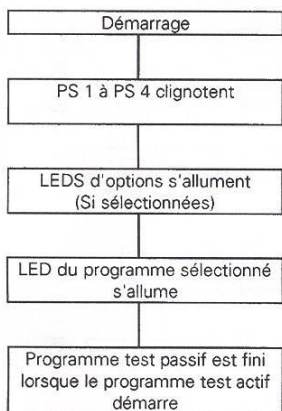 Démarrage
PS 1 à PS 4 clignotent
LEDS d'options s'allument
(Si sélectionnées)
LED du programme sélectionné
s'allume
Programme test passif est fini
lorsque le programme test actif
démarre